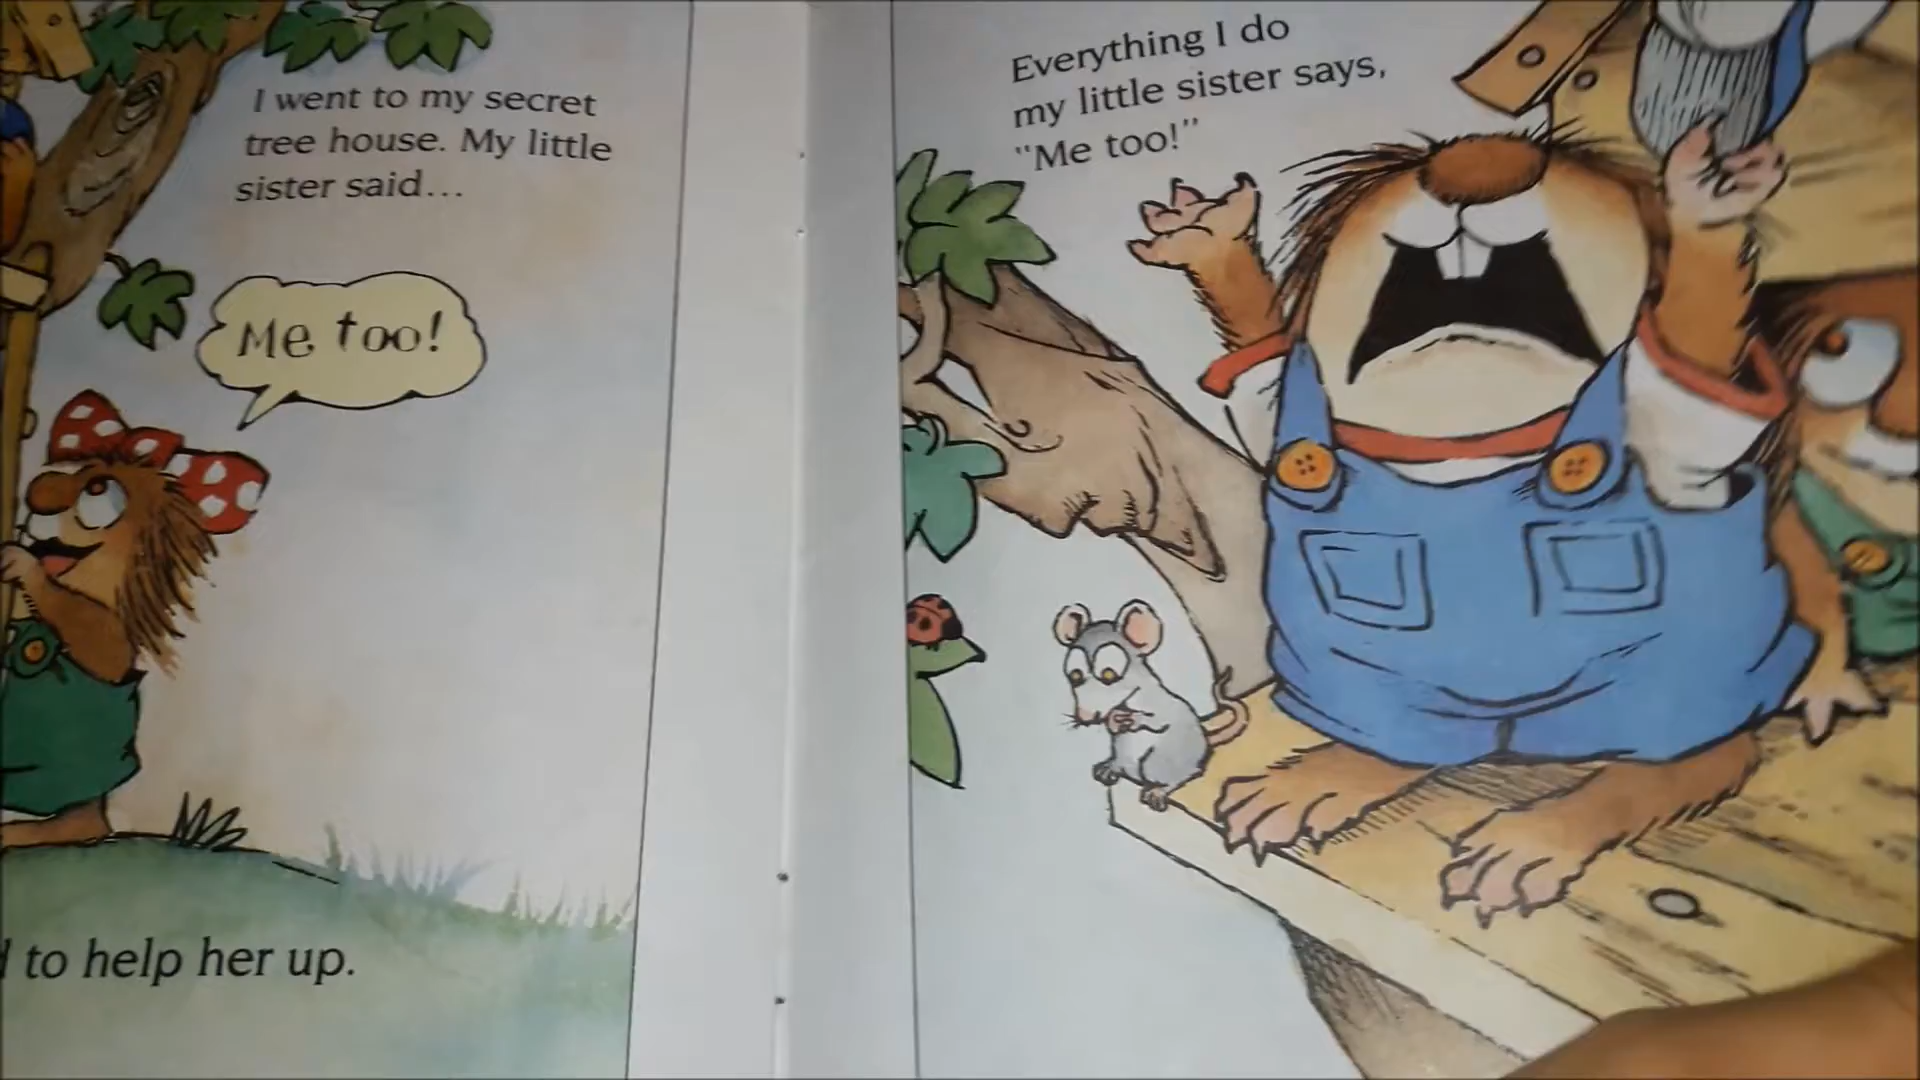 I went to my secret
tree house. My little
sister said...
Me too!
to help her up.
Everything I do
my little sister says,
"Me too!"